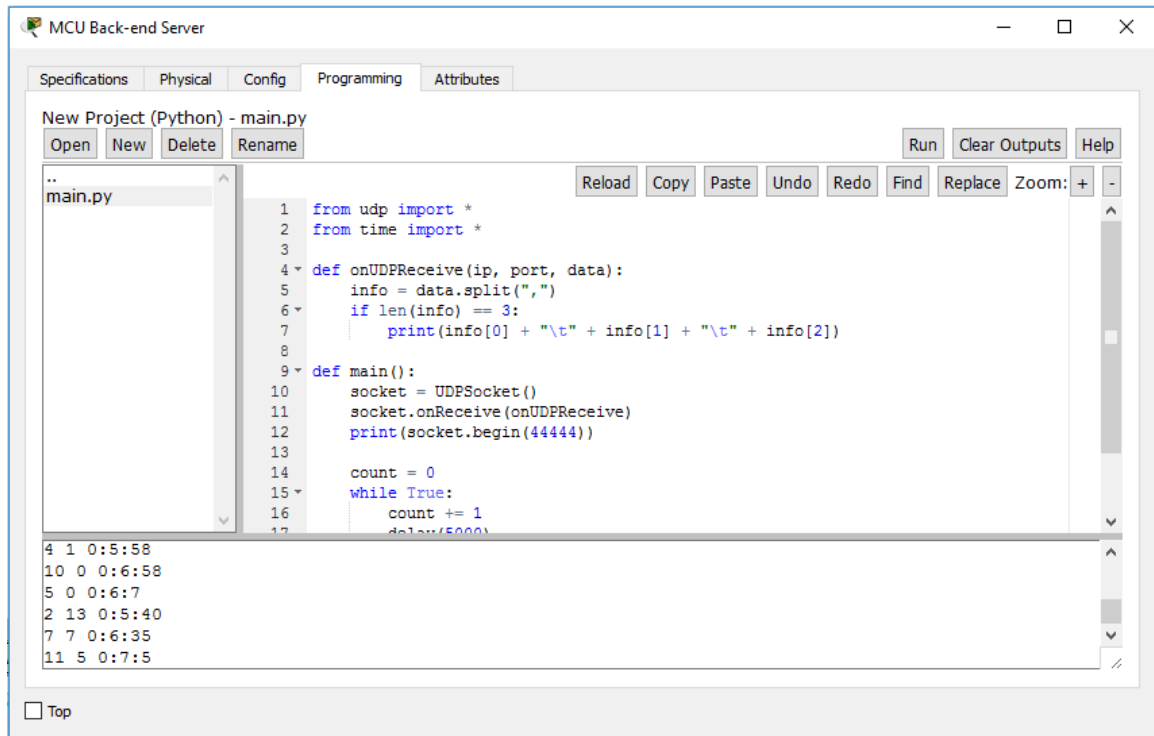 MCU Back-end Server
Specifications Physical Config Programming Attributes
New Project (Python) - main.py
Open New Delete Rename Run Clear Outputs Help
..
main.py
Reload Copy Paste Undo Redo Find Replace Zoom: + -
1 from udp import *
2 from time import *
3
4 def onUDPReceive(ip, port, data):
5     info = data.split(",")
6     if len(info) == 3:
7         print(info[0] + "\t" + info[1] + "\t" + info[2])
8
9 def main():
10     socket = UDPSocket()
11     socket.onReceive(onUDPReceive)
12     print(socket.begin(44444))
13
14     count = 0
15     while True:
16         count += 1
17         delay(5000)
4 1 0:5:58
10 0 0:6:58
5 0 0:6:7
2 13 0:5:40
7 7 0:6:35
11 5 0:7:5
Top